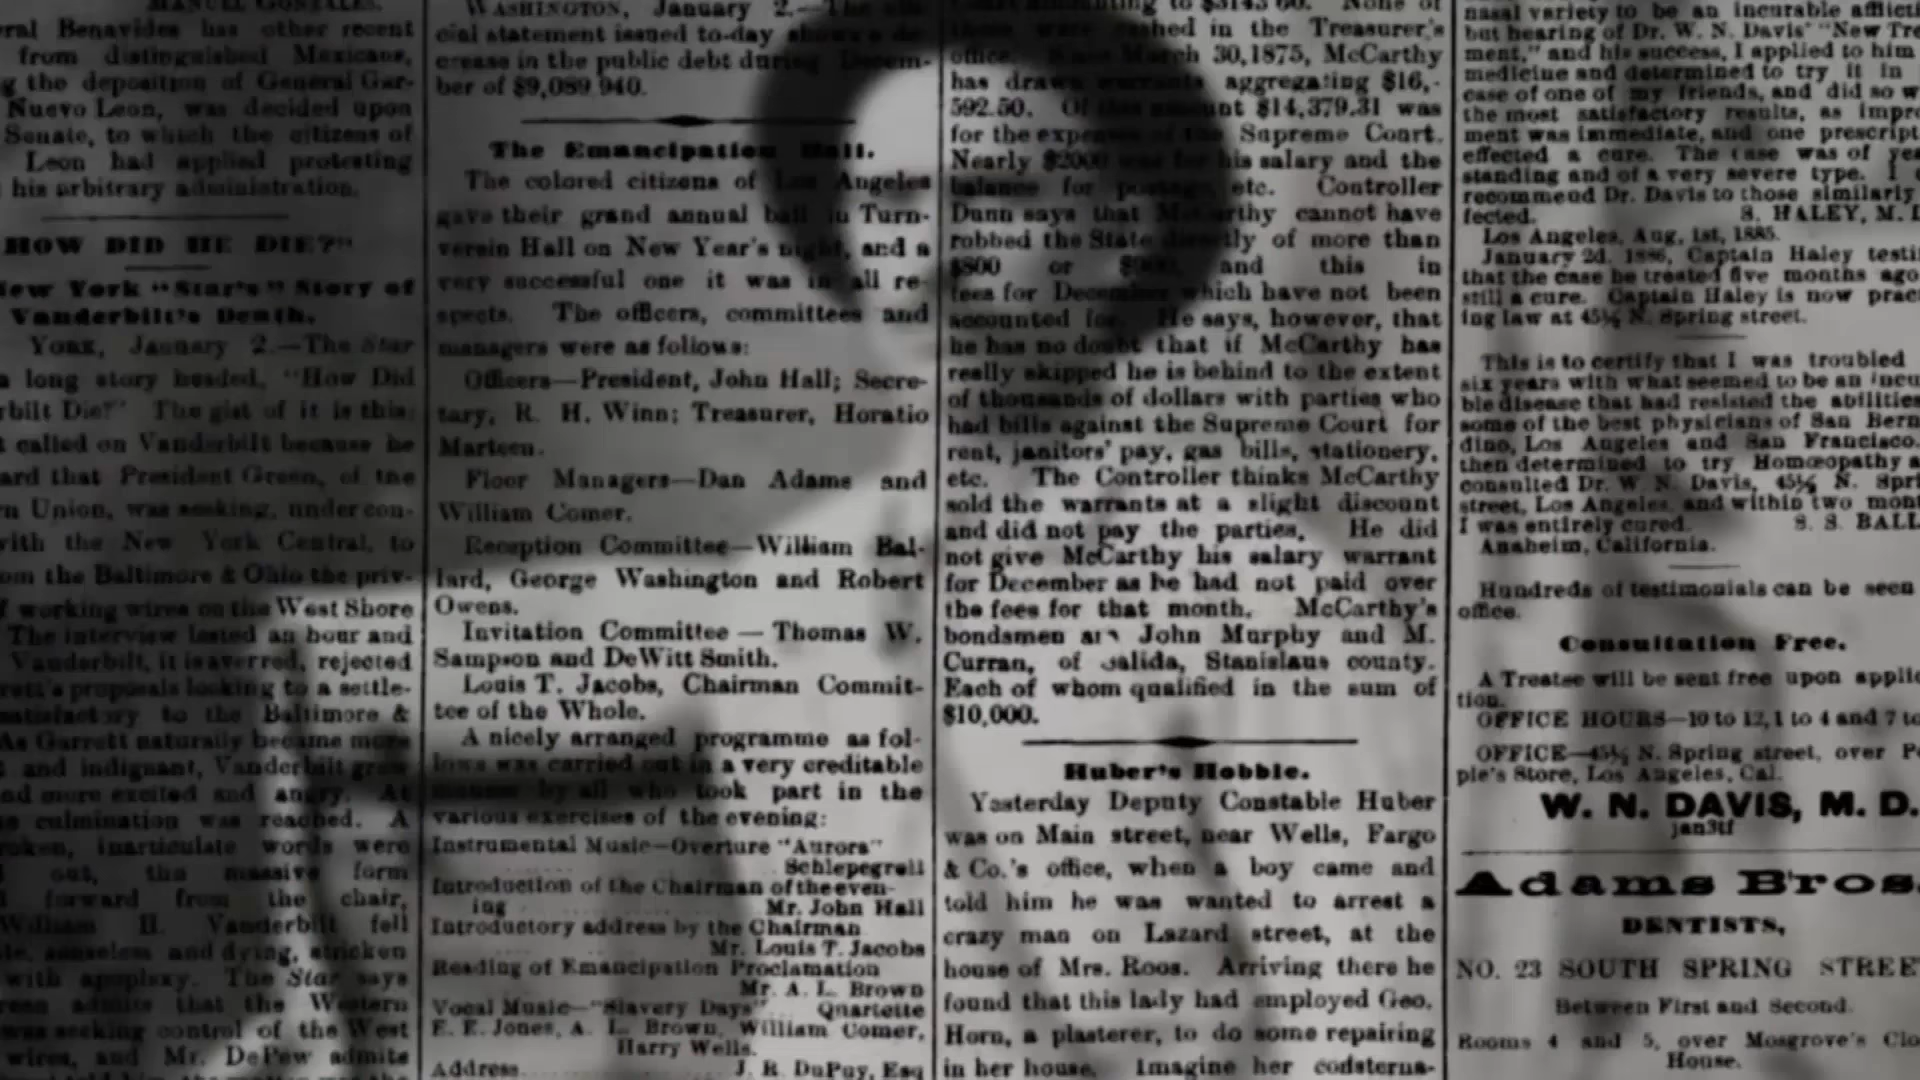 MANUEL GONZALES.
ral Benavides has other recent
from distinguished Mexicans,
g the deposition of General Gar-
Nuevo Leon, was decided upon
Senate, to which the citizens of
Leon had applied protesting
his arbitrary administration.
HOW DID HE DIE?"
New York "Star's" Story of
Vanderbilt's Death.
YORK, January 2.—The Star
a long story headed, "How Did
rbilt Die?" The gist of it is this:
t called on Vanderbilt because he
ard that President Green, of the
n Union, was seeking, under con-
with the New York Central, to
om the Baltimore & Ohio the priv-
f working wires on the West Shore
The interview lasted an hour and
Vanderbilt, it is averred, rejected
rett's proposals looking to a settle-
satisfactory to the Baltimore &
As Garrett naturally became more
and indignant, Vanderbilt grew
nd more excited and angry. At
e culmination was reached. A
roken, inarticulate words were
out, the massive form
forward from the chair,
William H. Vanderbilt fell
senseless and dying, stricken
with apoplexy. The Star says
admits that the Western
was seeking control of the West
wires, and Mr. DePew admits
WASHINGTON, January 2.—The
cial statement issued to-day shows a de-
crease in the public debt during Decem-
ber of $9,089 940.
The Emancipation Ball.
The colored citizens of Los Angeles
gave their grand annual ball in Turn-
verein Hall on New Year's night, and a
very successful one it was in all re-
spects. The officers, committees and
managers were as follows:
Officers—President, John Hall; Secre-
tary, R. H. Winn; Treasurer, Horatio
Marteen.
Floor Managers—Dan Adams and
William Comer.
Reception Committee—William Bal-
lard, George Washington and Robert
Owens.
Invitation Committee — Thomas W.
Sampson and DeWitt Smith.
Louis T. Jacobs, Chairman Commit-
tee of the Whole.
A nicely arranged programme as fol-
lows was carried out in a very creditable
manner by all who took part in the
various exercises of the evening:
Instrumental Music—Overture "Aurora"
Schlepegrell
Introduction of the Chairman of the even-
ing Mr. John Hall
Introductory address by the Chairman
Mr. Louis T. Jacobs
Reading of Emancipation Proclamation
Mr. A. L. Brown
Vocal Music—"Slavery Days" Quartette
E. E. Jones, A. L. Brown, William Comer,
Harry Wells.
Address J. R. DuPuy, Esq
to $3143 60. None of
these were cashed in the Treasurer's
office. Since March 30, 1875, McCarthy
has drawn warrants aggregating $16,-
592.50. Of this amount $14,379.31 was
for the expenses of the Supreme Court.
Nearly $2000 was for his salary and the
balance for postage, etc. Controller
Dunn says that McCarthy cannot have
robbed the State directly of more than
$800 or and this in
fees for December which have not been
accounted for. He says, however, that
he has no doubt that if McCarthy has
really skipped he is behind to the extent
of thousands of dollars with parties who
had bills against the Supreme Court for
rent, janitors' pay, gas bills, stationery,
etc. The Controller thinks McCarthy
sold the warrants at a slight discount
and did not pay the parties. He did
not give McCarthy his salary warrant
for December as he had not paid over
the fees for that month. McCarthy's
bondsmen are John Murphy and M.
Curran, of Salida, Stanislaus county.
Each of whom qualified in the sum of
$10,000.
Huber's Hobble.
Yesterday Deputy Constable Huber
was on Main street, near Wells, Fargo
& Co.'s office, when a boy came and
told him he was wanted to arrest a
crazy man on Lazard street, at the
house of Mrs. Roos. Arriving there he
found that this lady had employed Geo.
Horn, a plasterer, to do some repairing
in her house. Imagine her consterna-
nasal variety to be an incurable afflicti
but hearing of Dr. W. N. Davis' "New Tre
ment," and his success, I applied to him
medicine and determined to try it in
case of one of my friends, and did so w
the most satisfactory results, as impro
ment was immediate, and one prescript
effected a cure. The case was of yea
standing and of a very severe type. I c
recommend Dr. Davis to those similarly
fected. S. HALEY, M. D
Los Angeles, Aug. 1st, 1885.
January 2d, 1886, Captain Haley testi
that the case he treated five months ago
still a cure. Captain Haley is now pract
ing law at 45½ N. Spring street.
This is to certify that I was troubled
six years with what seemed to be an incu
ble disease that had resisted the abilities
some of the best physicians of San Bern
dino, Los Angeles and San Francisco.
then determined to try Homœopathy a
consulted Dr. W. N. Davis, 45½ N. Spri
street, Los Angeles, and within two mont
I was entirely cured. S. S. BALL
Anaheim, California.
Hundreds of testimonials can be seen
office.
Consultation Free.
A Treatse will be sent free upon applic
tion.
OFFICE HOURS—10 to 12, 1 to 4 and 7 to
OFFICE—45½ N. Spring street, over Pe
ple's Store, Los Angeles, Cal.
W. N. DAVIS, M. D.
jan3tf
Adams Bros.
DENTISTS,
NO. 23 SOUTH SPRING STREET
Between First and Second.
Rooms 4 and 5, over Mosgrove's Clo
House.